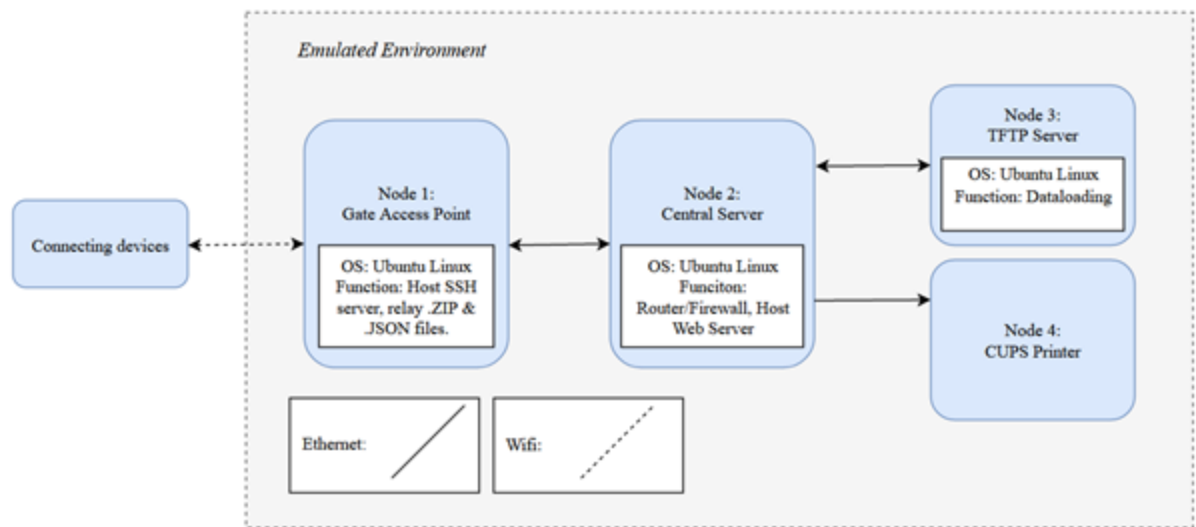 Emulated Environment
Connecting devices
Node 1:
Gate Access Point
OS: Ubuntu Linux
Function: Host SSH
server, relay .ZIP &
.JSON files.
Node 2:
Central Server
OS: Ubuntu Linux
Funciton:
Router/Firewall, Host
Web Server
Node 3:
TFTP Server
OS: Ubuntu Linux
Function: Dataloading
Node 4:
CUPS Printer
Ethernet:
Wifi: